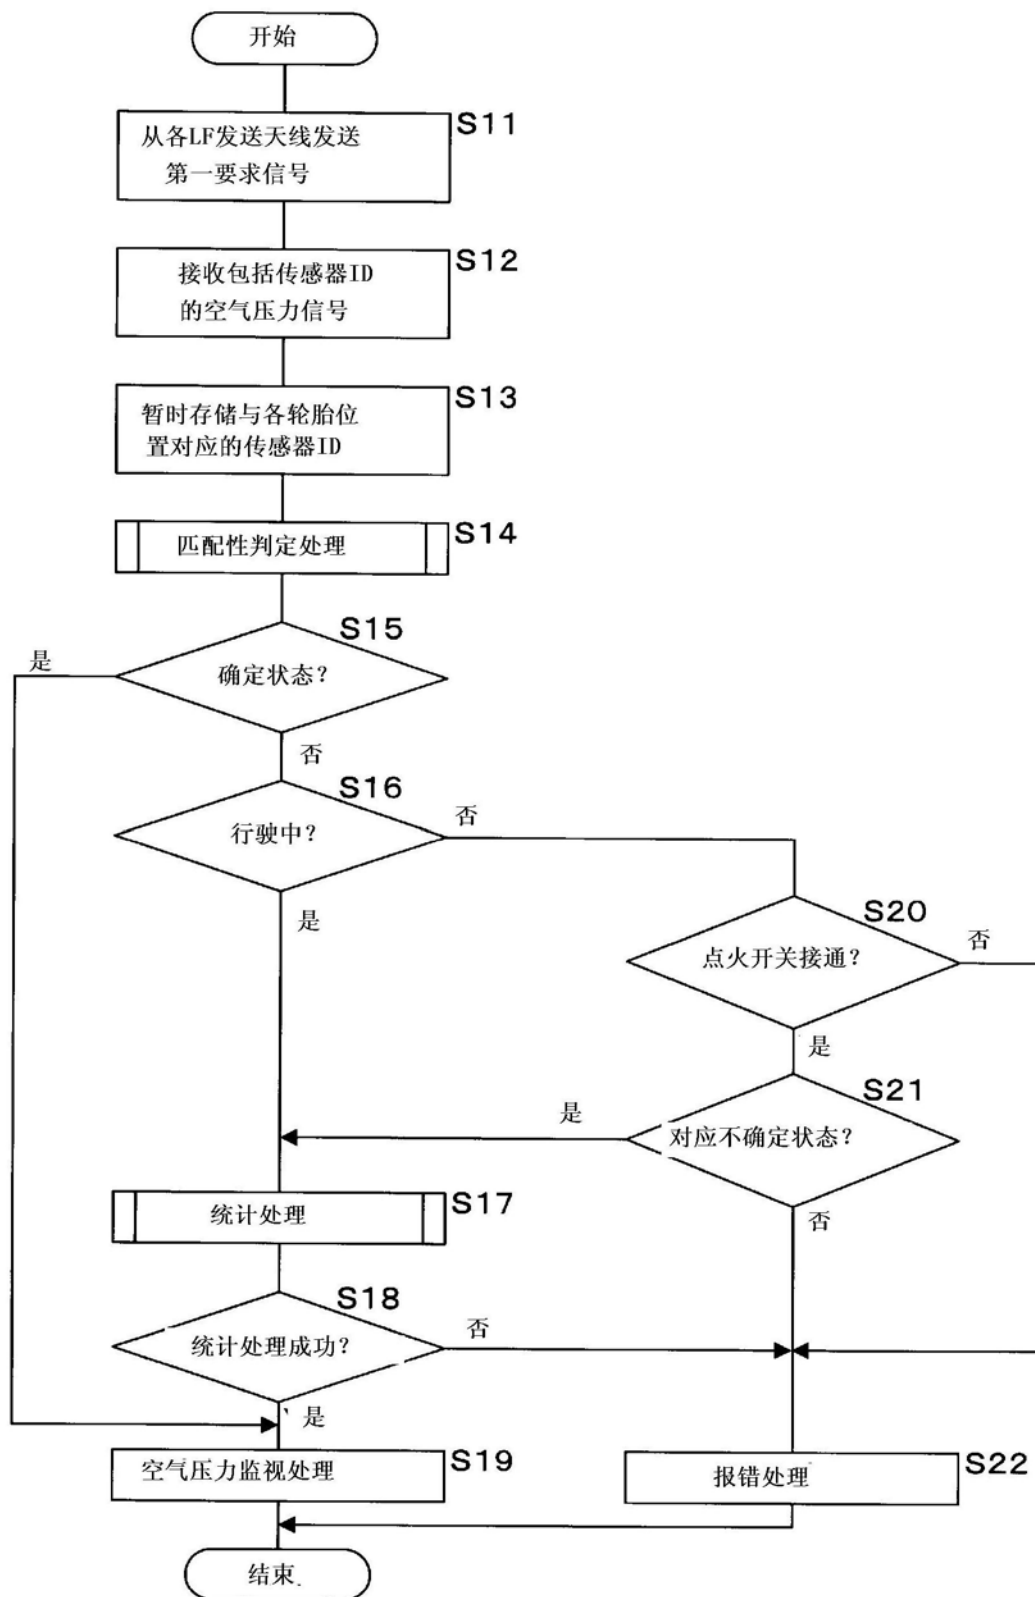 开始
S11
从各LF发送天线发送
第一要求信号
S12
接收包括传感器ID
的空气压力信号
S13
暂时存储与各轮胎位
置对应的传感器ID
S14
匹配性判定处理
S15
是
确定状态?
否
S16
否
行驶中?
是
S20
否
点火开关接通?
是
S21
是
对应不确定状态?
否
S17
统计处理
S18
否
统计处理成功?
是
S19
空气压力监视处理
S22
报错处理
结束